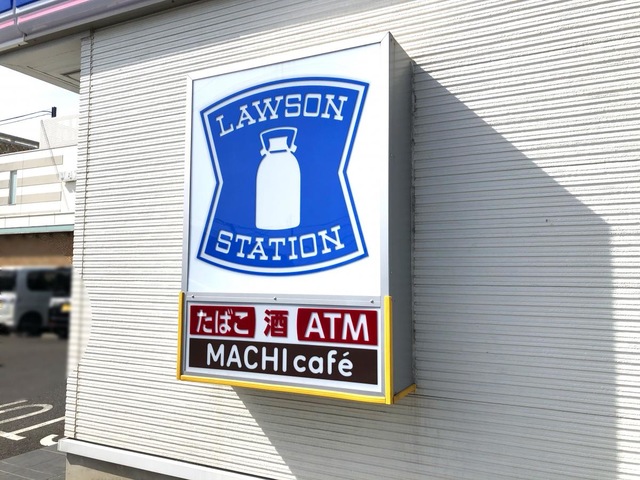 LAWSON
STATION
たばこ 酒 ATM
MACHI café